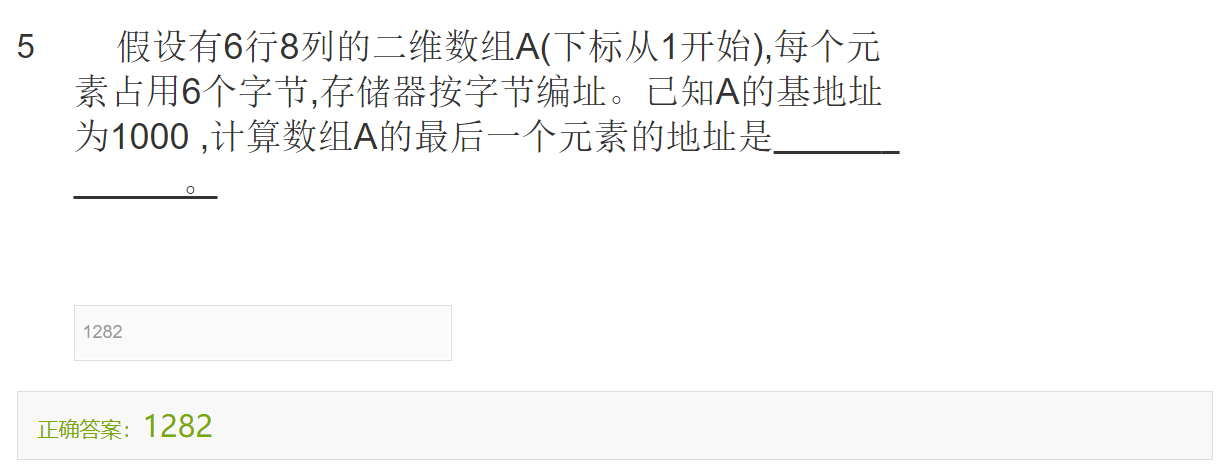 5 假设有6行8列的二维数组A(下标从1开始),每个元
素占用6个字节,存储器按字节编址。已知A的基地址
为1000 ,计算数组A的最后一个元素的地址是_______
________。
1282
正确答案：1282